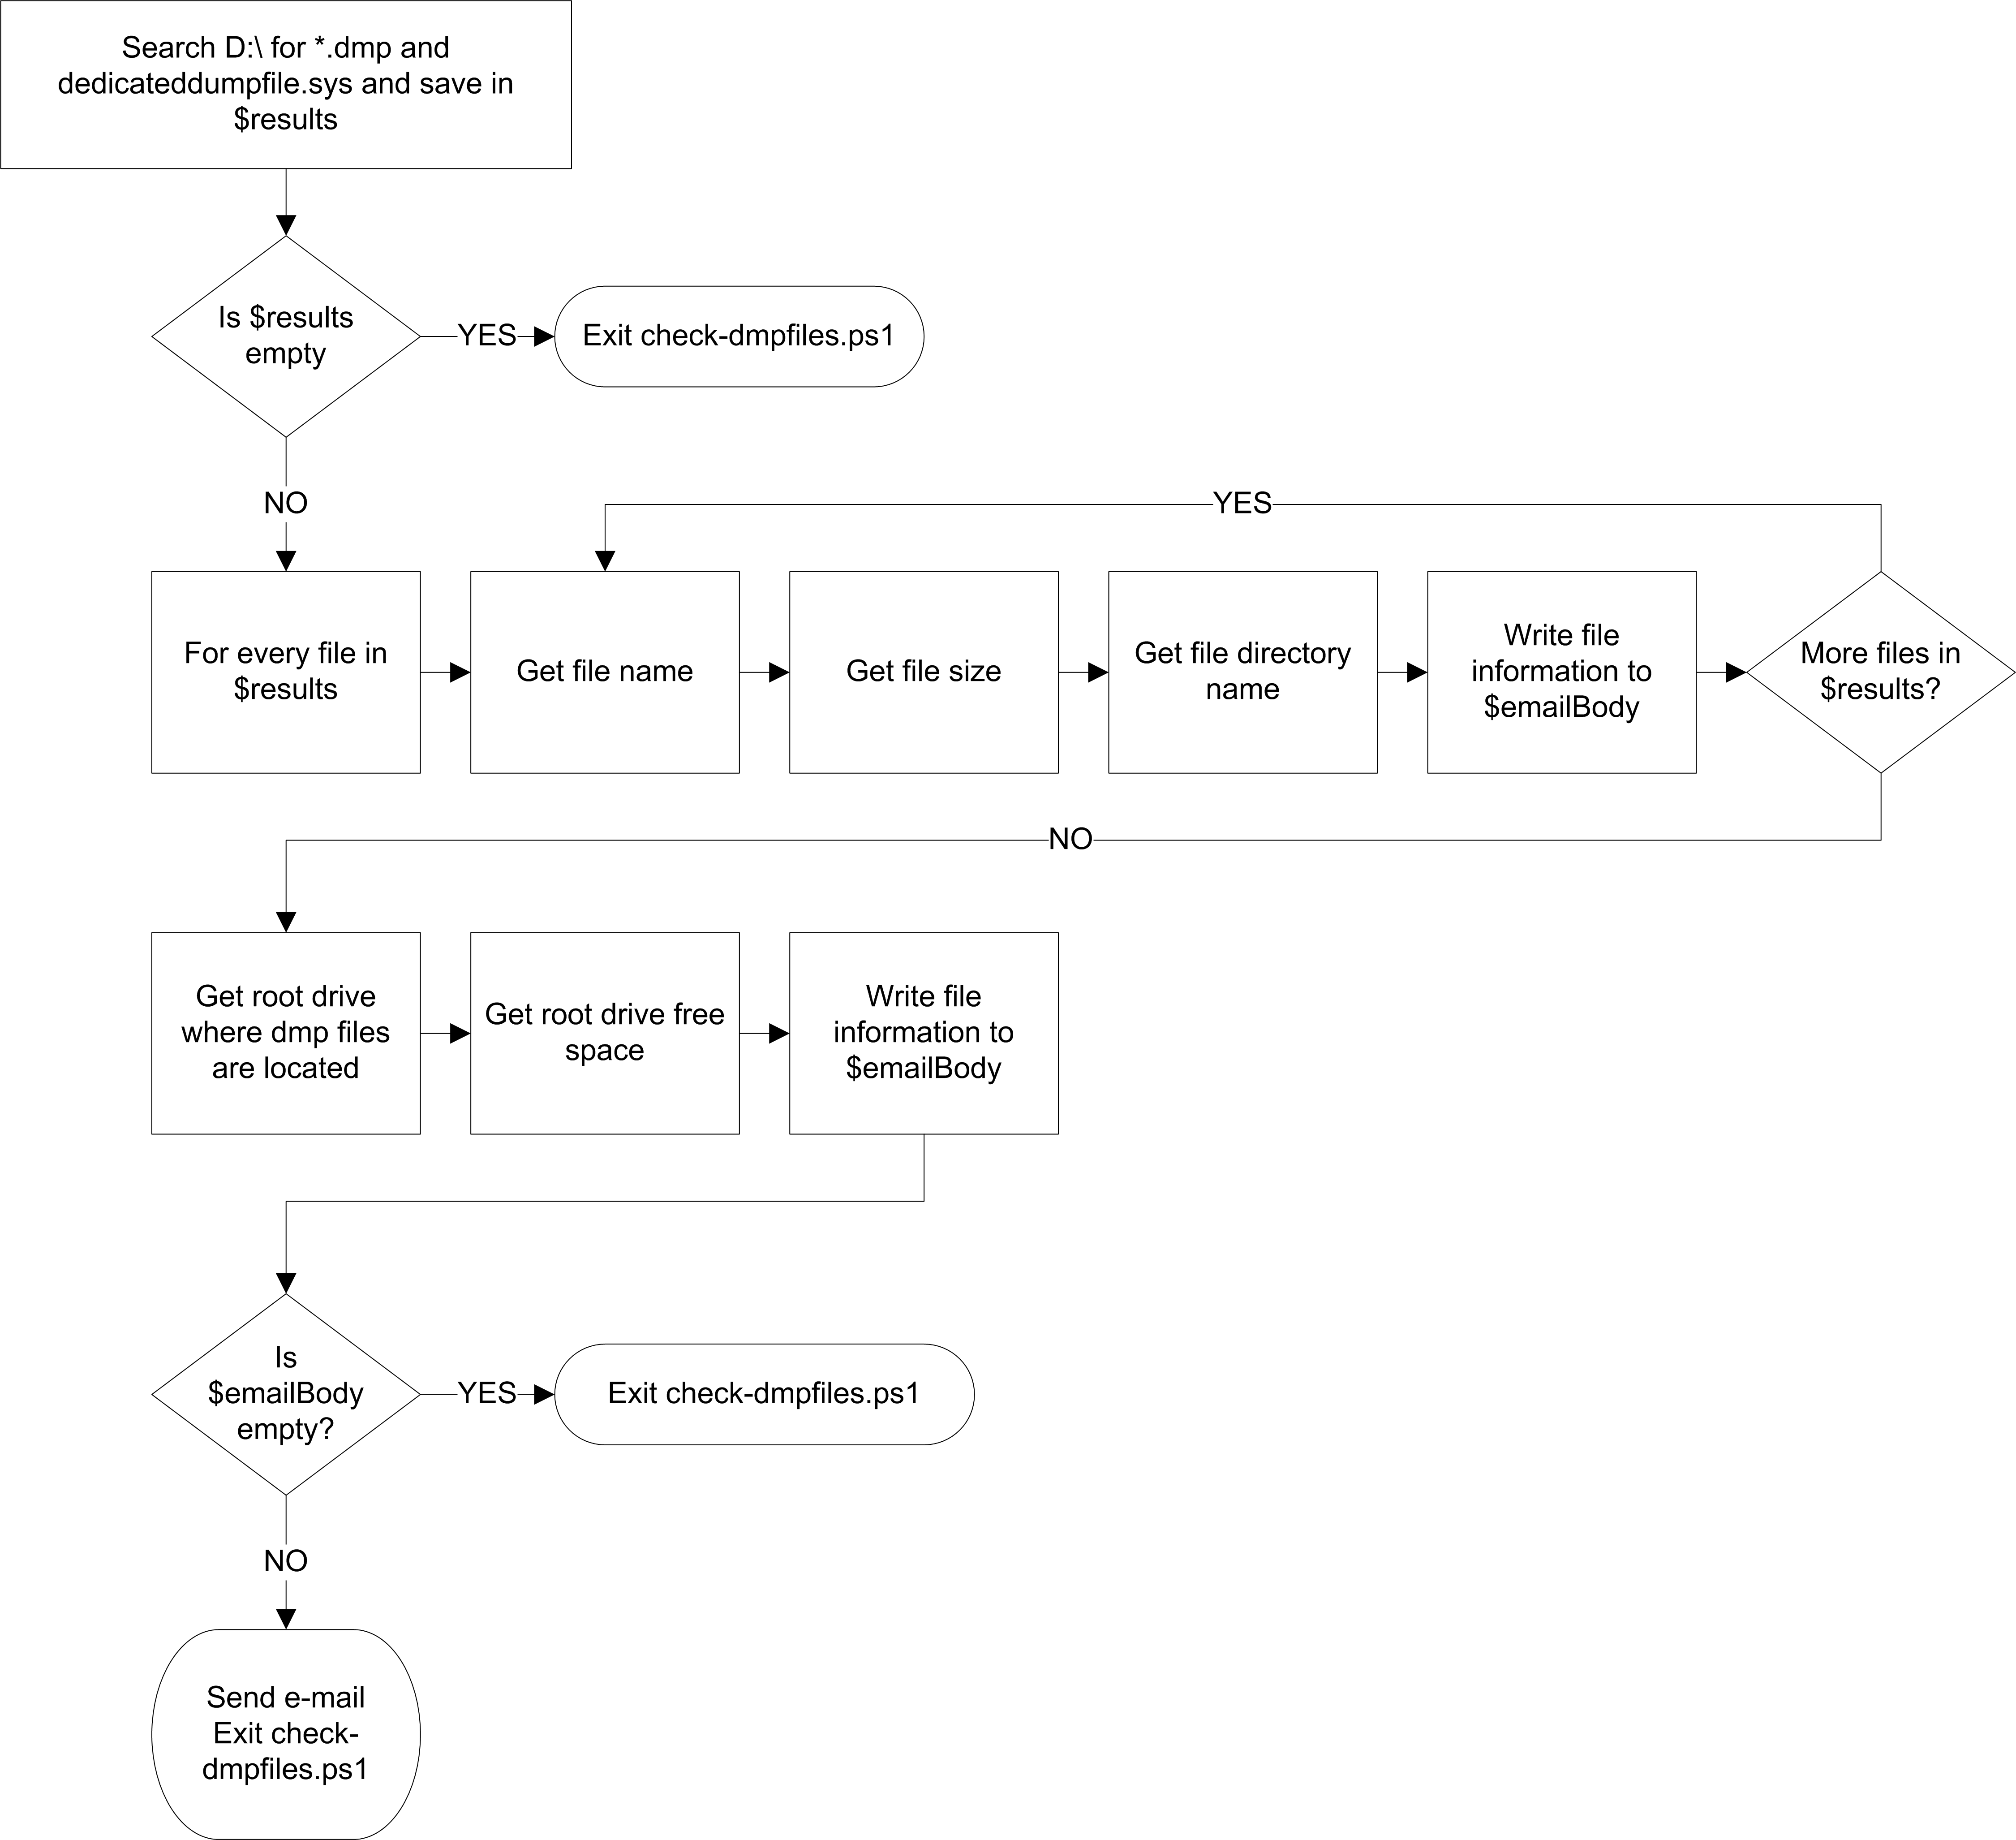 Search D:\ for *.dmp and
dedicateddumpfile.sys and save in
$results
Is $results
empty
YES
Exit check-dmpfiles.ps1
NO
YES
For every file in
$results
Get file name
Get file size
Get file directory
name
Write file
information to
$emailBody
More files in
$results?
NO
Get root drive
where dmp files
are located
Get root drive free
space
Write file
information to
$emailBody
Is
$emailBody
empty?
YES
Exit check-dmpfiles.ps1
NO
Send e-mail
Exit check-
dmpfiles.ps1